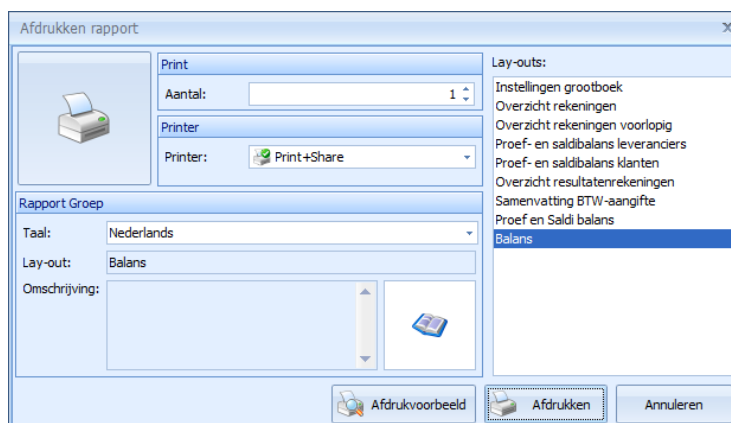 Afdrukken rapport
Print
Aantal:
1
Printer
Printer:
Print+Share
Rapport Groep
Taal:
Nederlands
Lay-out:
Balans
Omschrijving:
Lay-outs:
Instellingen grootboek
Overzicht rekeningen
Overzicht rekeningen voorlopig
Proef- en saldibalans leveranciers
Proef- en saldibalans klanten
Overzicht resultatenrekeningen
Samenvatting BTW-aangifte
Proef en Saldi balans
Balans
Afdrukvoorbeeld
Afdrukken
Annuleren